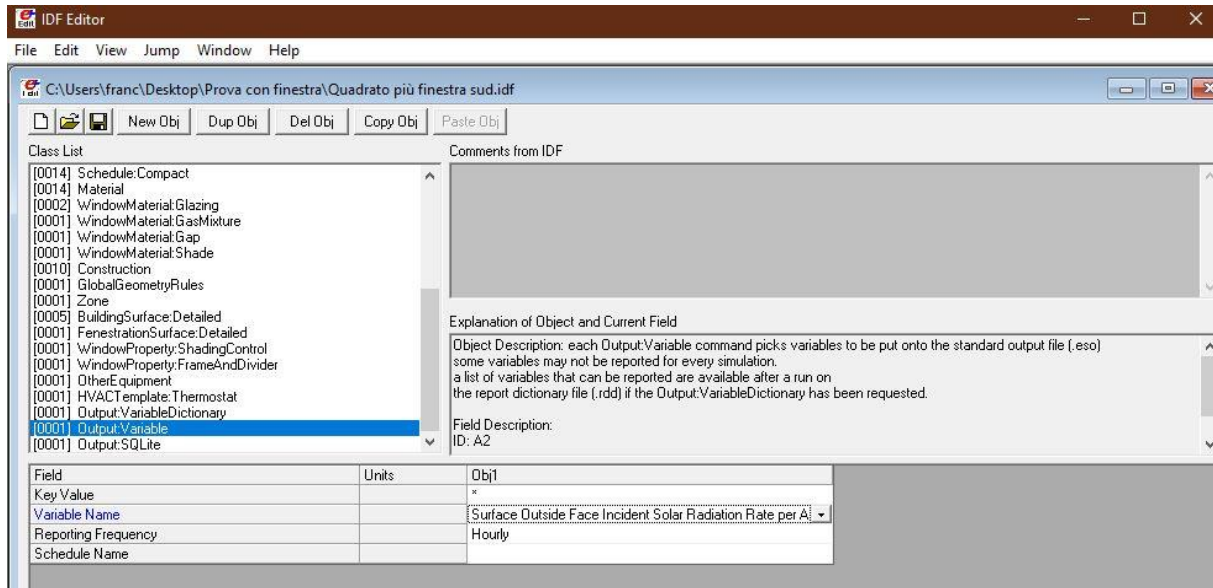 IDF Editor
File Edit View Jump Window Help
C:\Users\franc\Desktop\Prova con finestra\Quadrato più finestra sud.idf
New Obj Dup Obj Del Obj Copy Obj Paste Obj
Class List
[0014] Schedule:Compact
[0014] Material
[0002] WindowMaterial:Glazing
[0001] WindowMaterial:GasMixture
[0001] WindowMaterial:Gap
[0001] WindowMaterial:Shade
[0010] Construction
[0001] GlobalGeometryRules
[0001] Zone
[0005] BuildingSurface:Detailed
[0001] FenestrationSurface:Detailed
[0001] WindowProperty:ShadingControl
[0001] WindowProperty:FrameAndDivider
[0001] OtherEquipment
[0001] HVACTemplate:Thermostat
[0001] Output:VariableDictionary
[0001] Output:Variable
[0001] Output:SQLite
Comments from IDF
Explanation of Object and Current Field
Object Description: each Output:Variable command picks variables to be put onto the standard output file (.eso)
some variables may not be reported for every simulation.
a list of variables that can be reported are available after a run on
the report dictionary file (.rdd) if the Output:VariableDictionary has been requested.
Field Description:
ID: A2
Field Units Obj1
Key Value *
Variable Name Surface Outside Face Incident Solar Radiation Rate per A
Reporting Frequency Hourly
Schedule Name